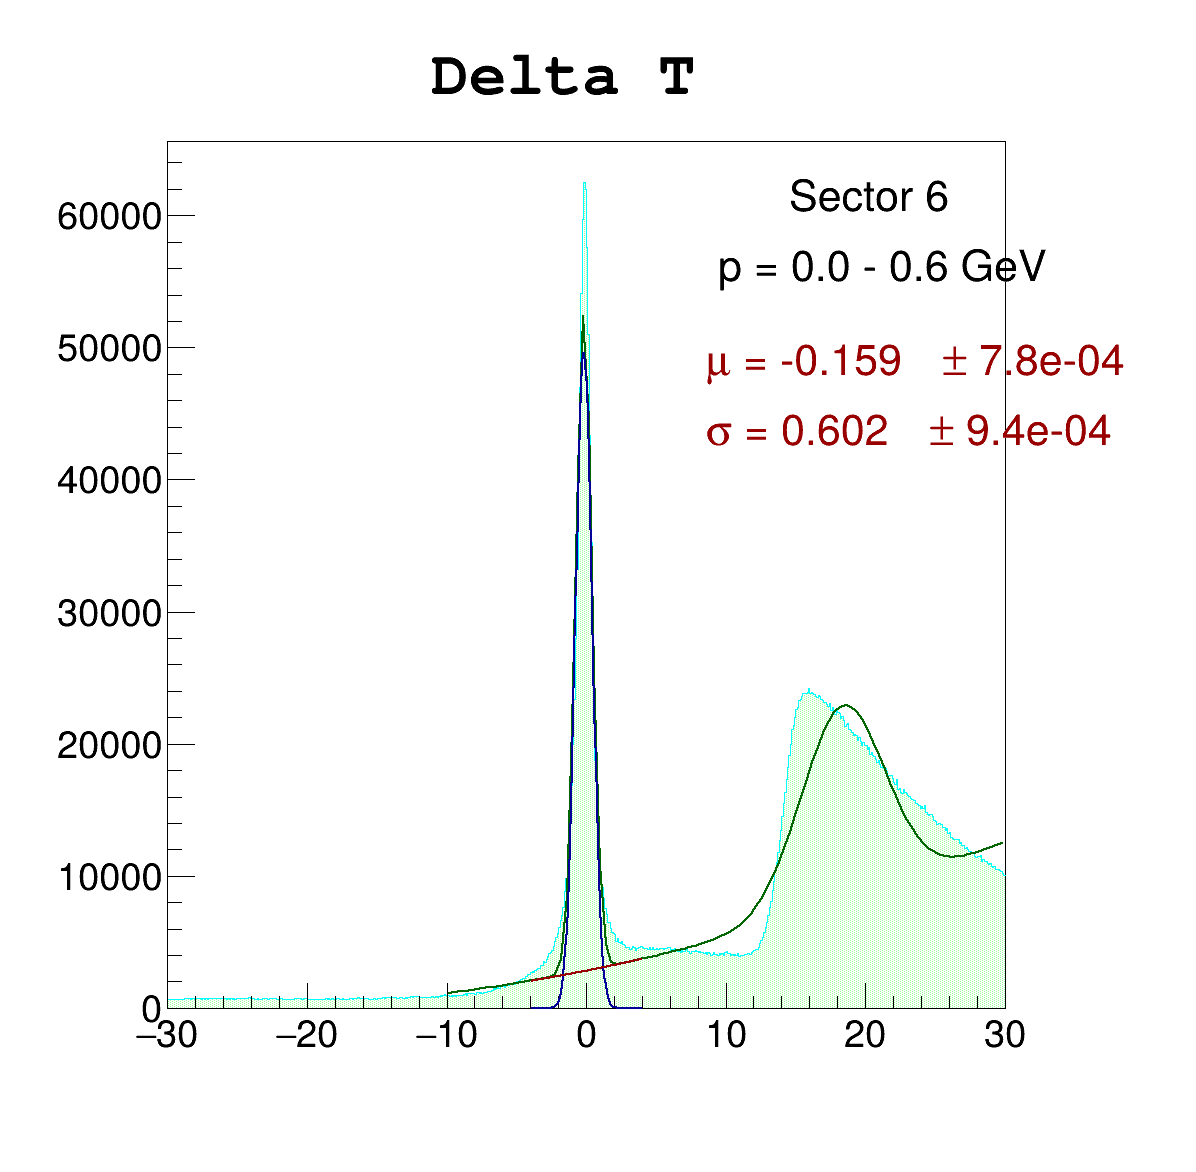 Delta T
Sector 6
p = 0.0 - 0.6 GeV
μ = -0.159 ± 7.8e-04
σ = 0.602 ± 9.4e-04
60000
50000
40000
30000
20000
10000
0
−30 −20 −10 0 10 20 30